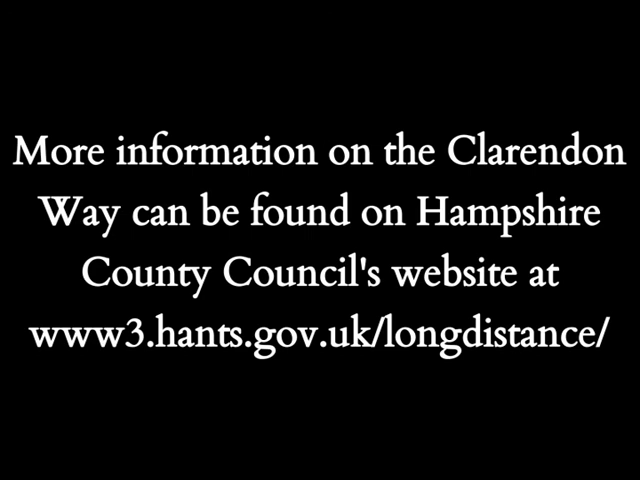 More information on the Clarendon
Way can be found on Hampshire
County Council's website at
www3.hants.gov.uk/longdistance/